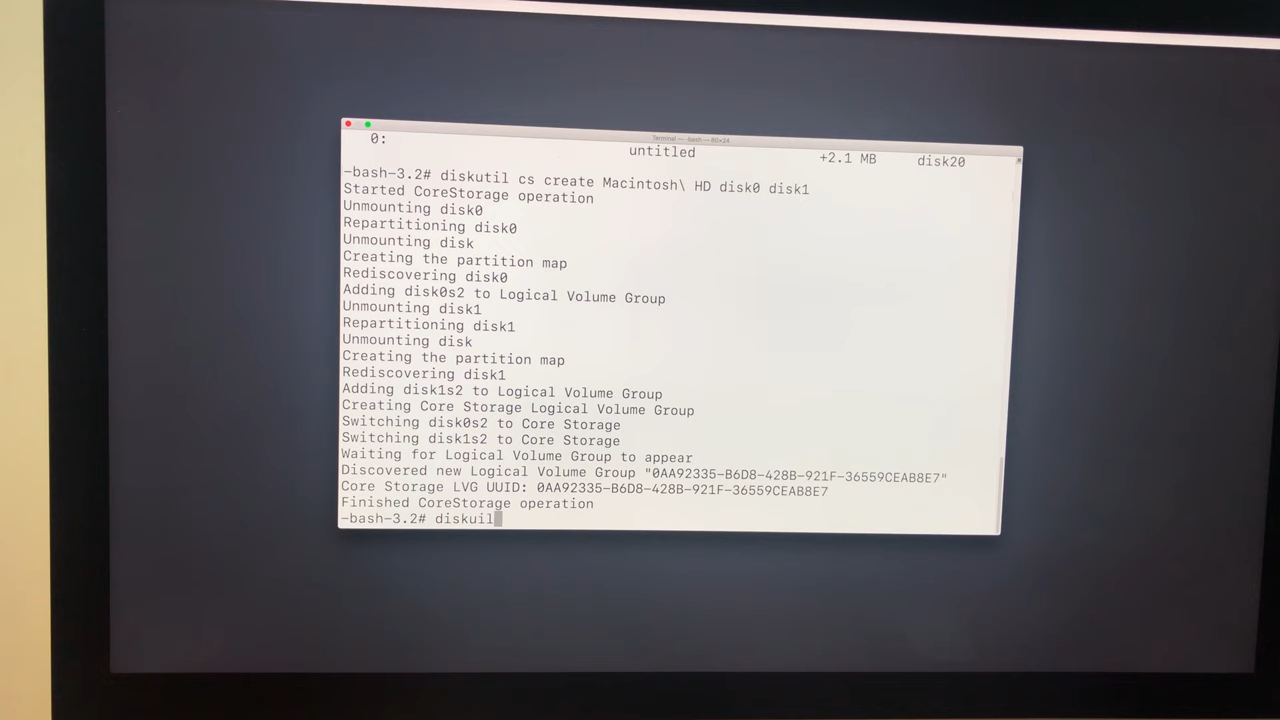 Terminal — -bash — 80×24
0:
untitled +2.1 MB disk20
-bash-3.2# diskutil cs create Macintosh\ HD disk0 disk1
Started CoreStorage operation
Unmounting disk0
Repartitioning disk0
Unmounting disk
Creating the partition map
Rediscovering disk0
Adding disk0s2 to Logical Volume Group
Unmounting disk1
Repartitioning disk1
Unmounting disk
Creating the partition map
Rediscovering disk1
Adding disk1s2 to Logical Volume Group
Creating Core Storage Logical Volume Group
Switching disk0s2 to Core Storage
Switching disk1s2 to Core Storage
Waiting for Logical Volume Group to appear
Discovered new Logical Volume Group "0AA92335-B6D8-428B-921F-36559CEAB8E7"
Core Storage LVG UUID: 0AA92335-B6D8-428B-921F-36559CEAB8E7
Finished CoreStorage operation
-bash-3.2# diskuil